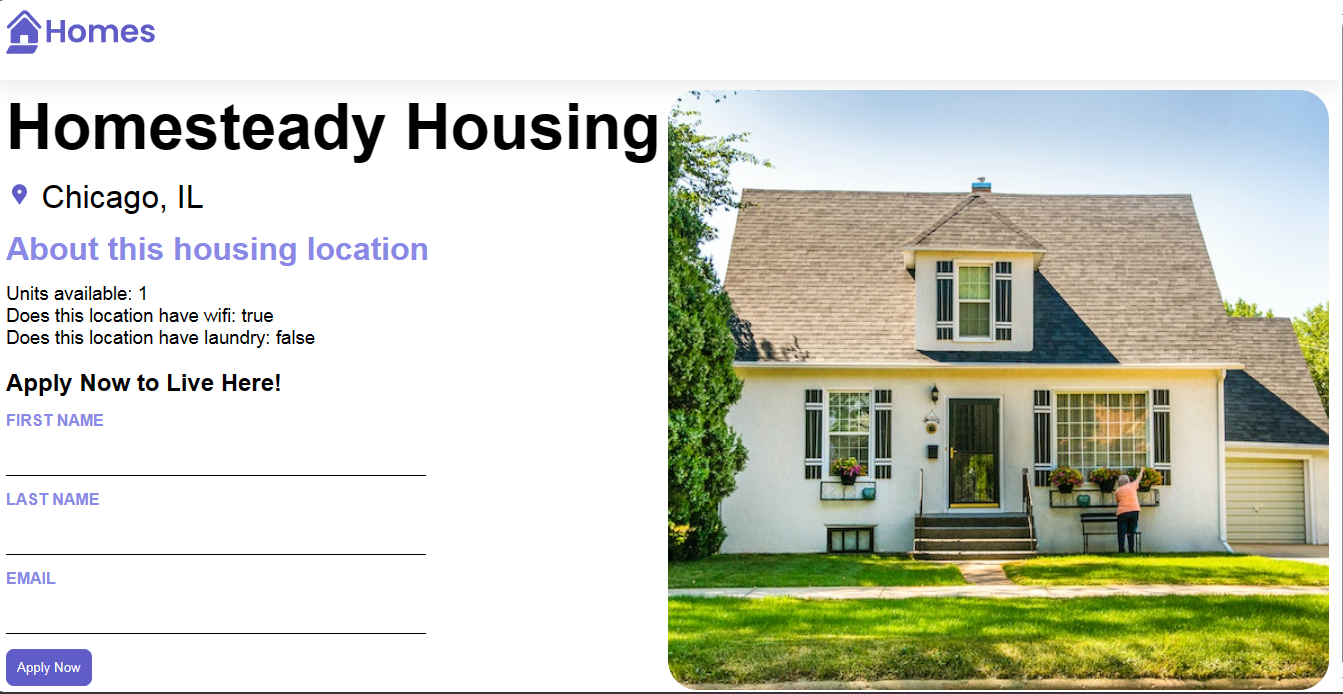 Homes
Homesteady Housing
Chicago, IL
About this housing location
Units available: 1
Does this location have wifi: true
Does this location have laundry: false
Apply Now to Live Here!
FIRST NAME
LAST NAME
EMAIL
Apply Now